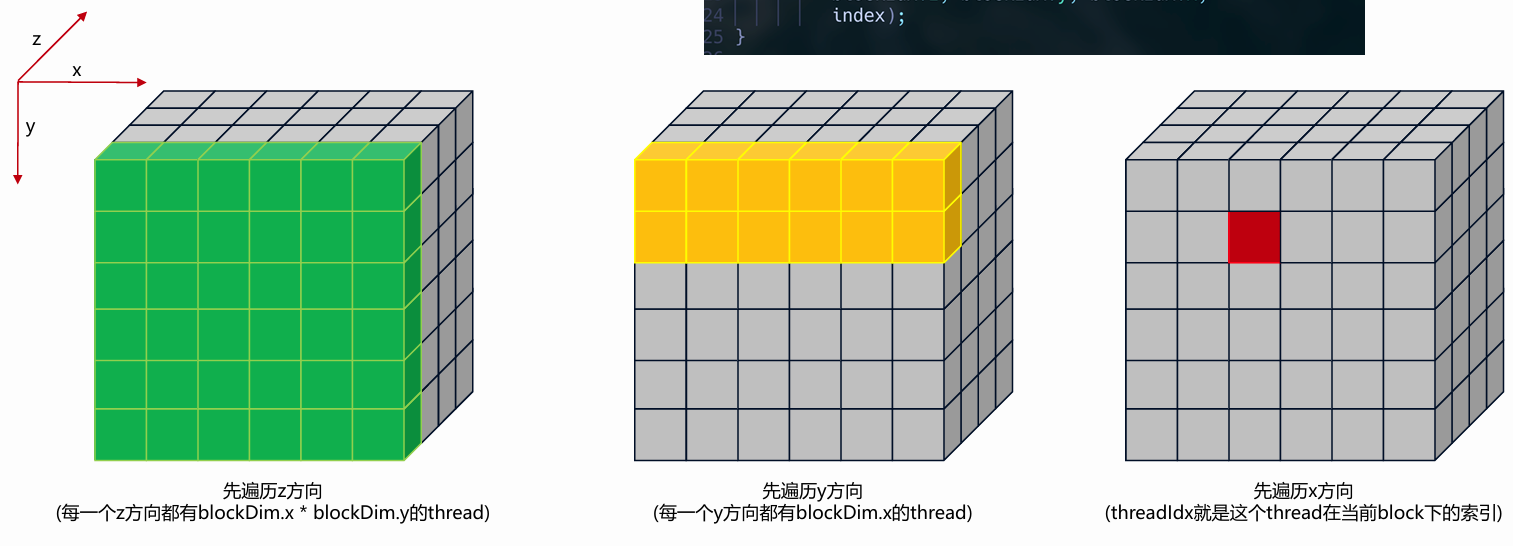 24 index);
25 }
z
x
y
先遍历z方向
(每一个z方向都有blockDim.x * blockDim.y的thread)
先遍历y方向
(每一个y方向都有blockDim.x的thread)
先遍历x方向
(threadIdx就是这个thread在当前block下的索引)